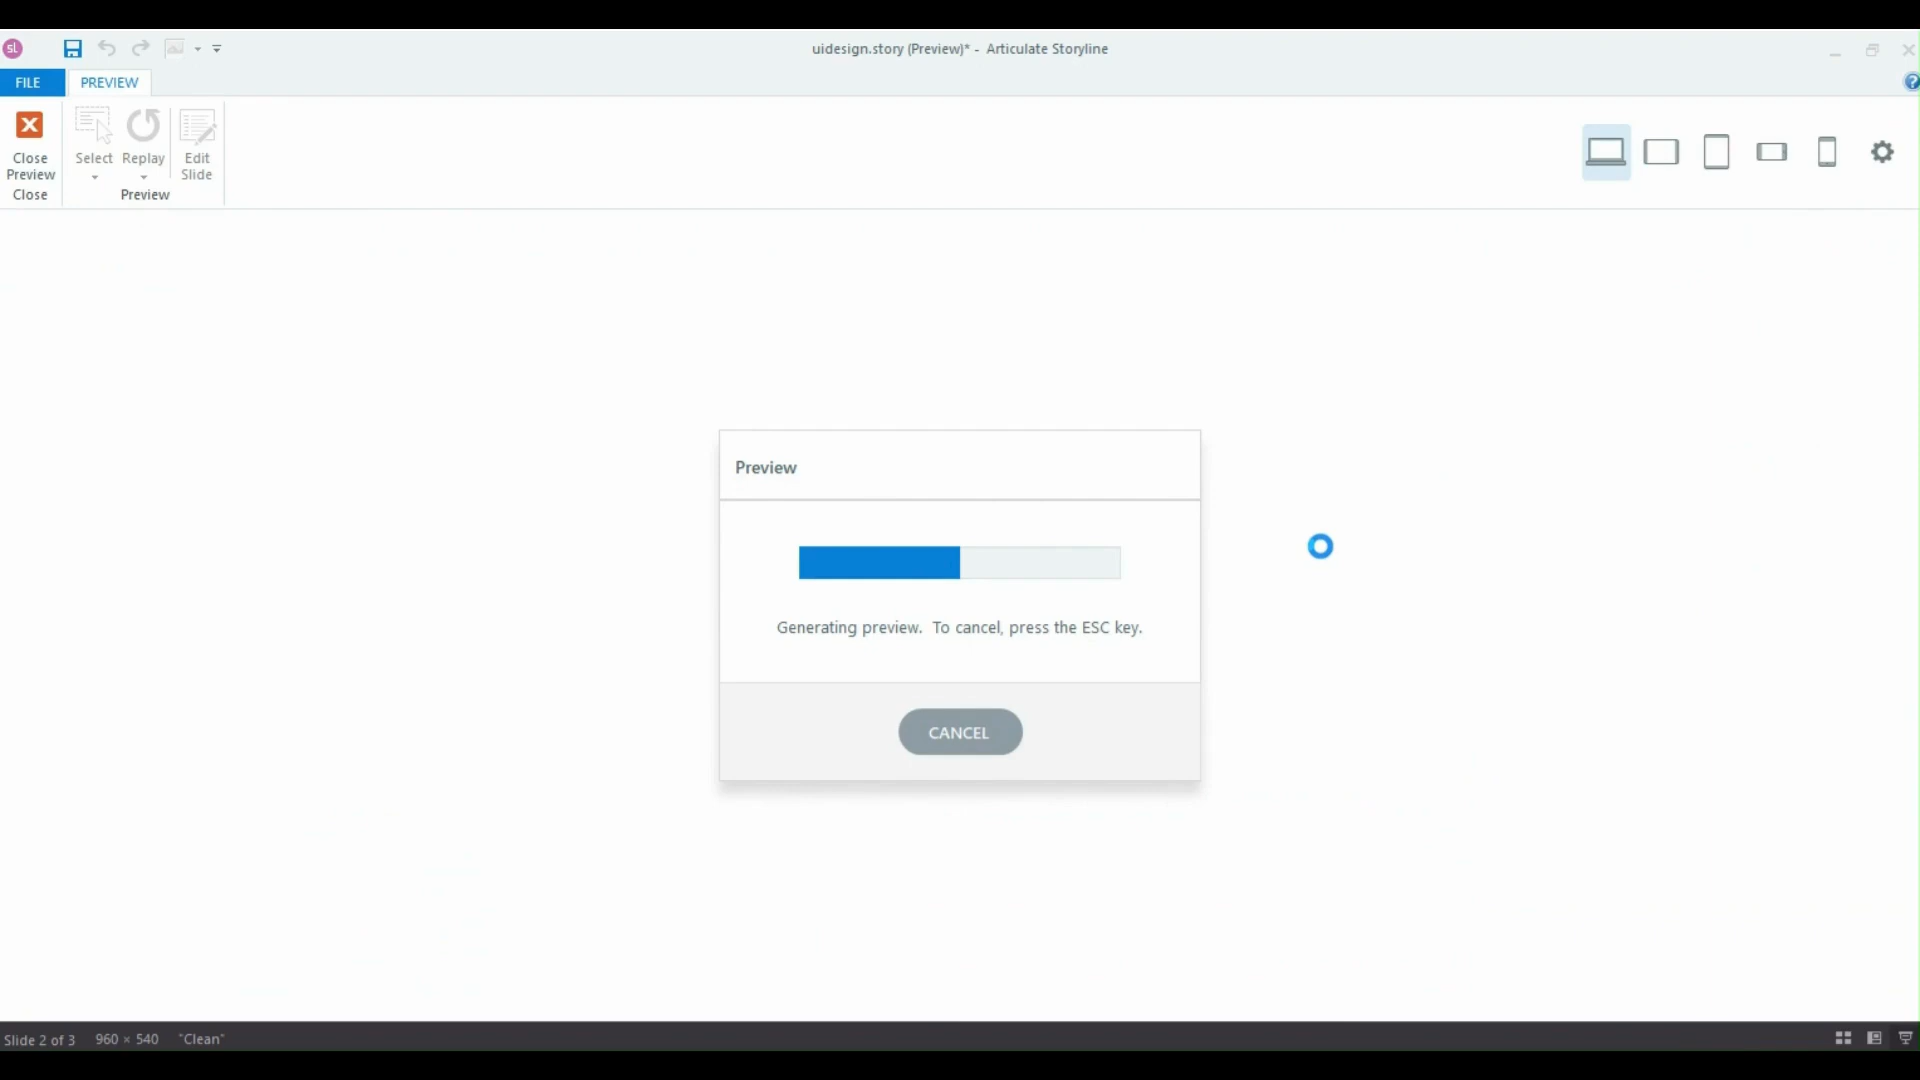 sl
uidesign.story (Preview)* - Articulate Storyline
FILE
PREVIEW
?
Close
Preview
Select
Replay
Edit
Slide
Close
Preview
Preview
Generating preview. To cancel, press the ESC key.
CANCEL
Slide 2 of 3
960 × 540
"Clean"